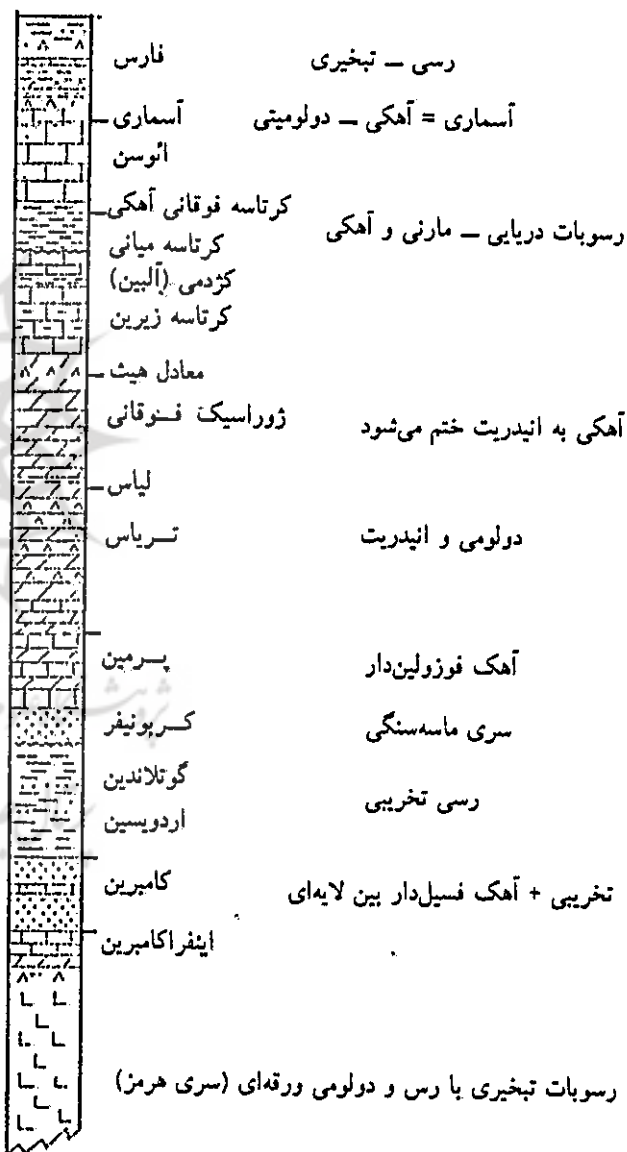 فارس رسی ــ تبخیری
آسماری آسماری = آهکی ــ دولومیتی
ائوسن
کرتاسه فوقانی آهکی
رسوبات دریایی ــ مارنی و آهکی
کرتاسه میانی
کژدمی (آلبین)
کرتاسه زیرین
معادل هیث
ژوراسیک فوقانی آهکی به انیدریت ختم می‌شود
لیاس
تریاس دولومی و انیدریت
پرمین آهک فوزولین‌دار
کربونیفر سری ماسه‌سنگی
گوتلاندین
رسی تخریبی
اردویسین
کامبرین تخریبی + آهک فسیل‌دار بین لایه‌ای
اینفراکامبرین
رسوبات تبخیری با رس و دولومی ورقه‌ای (سری هرمز)